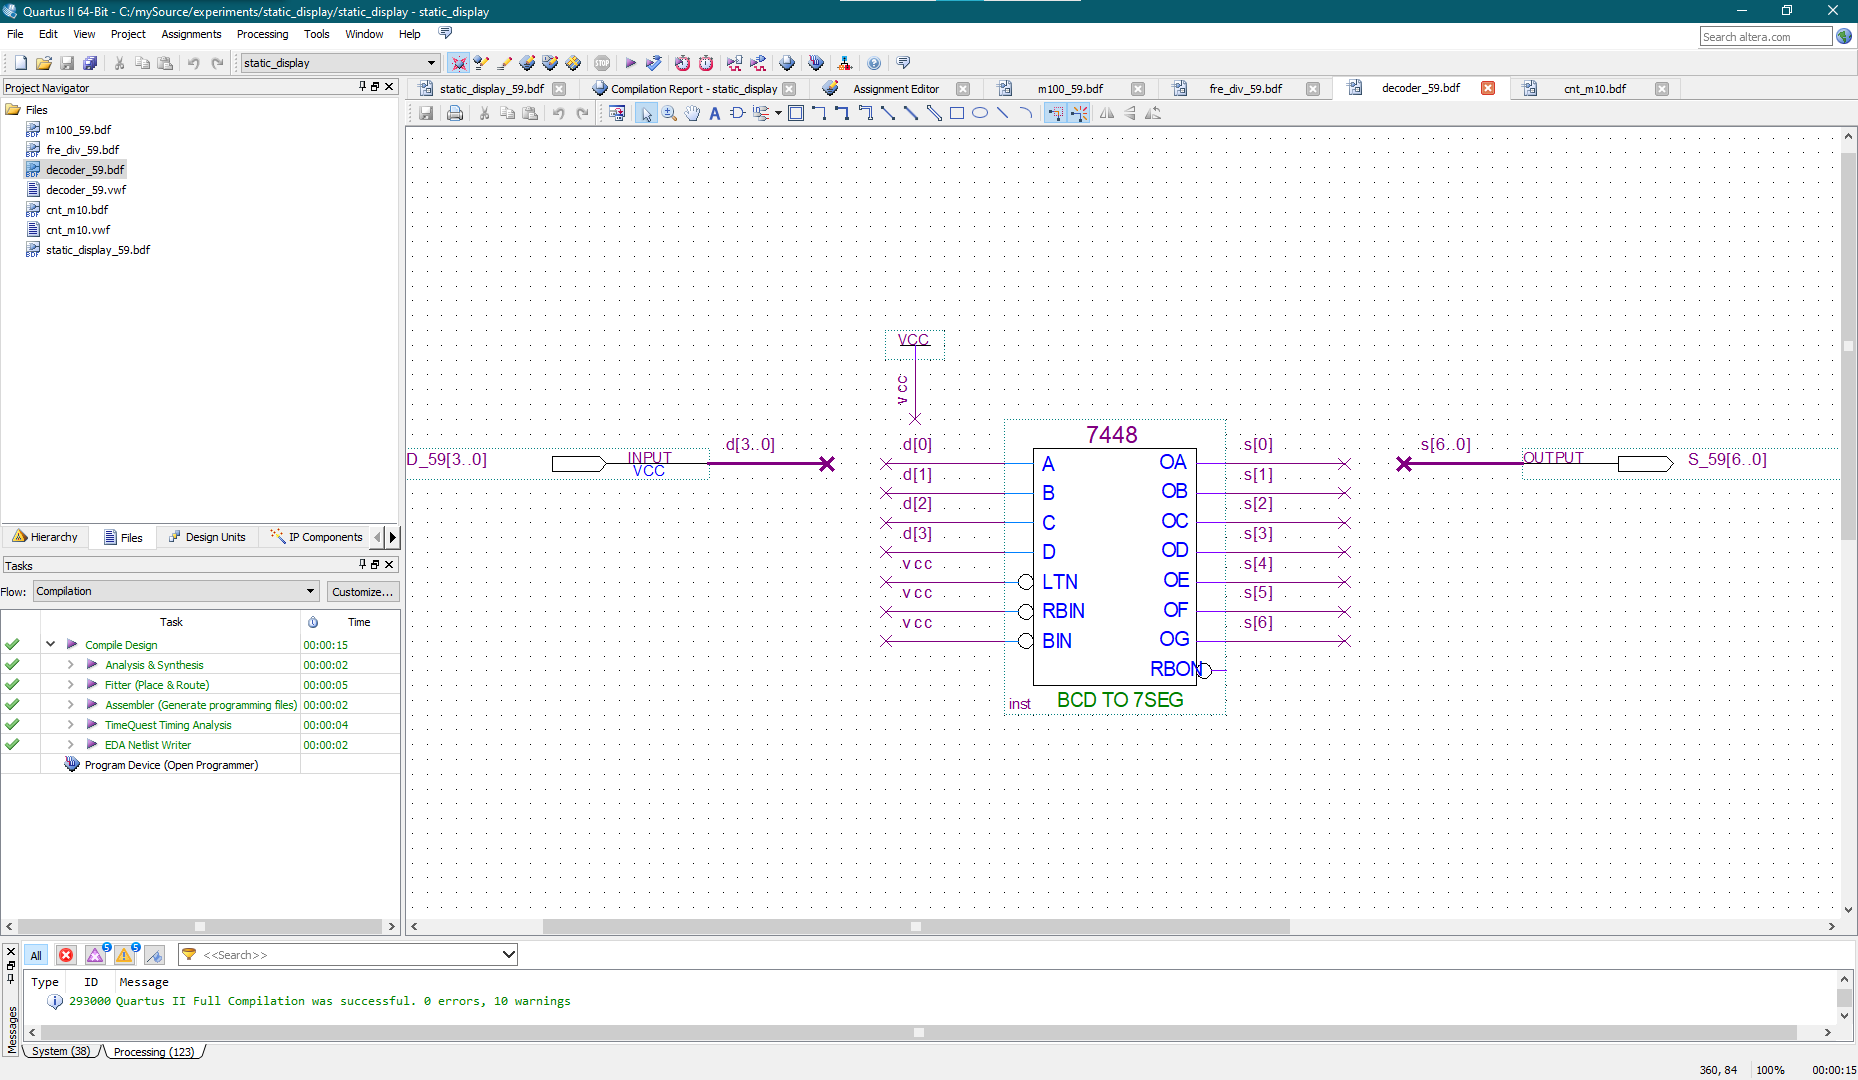 Quartus II 64-Bit - C:/mySource/experiments/static_display/static_display - static_display
File Edit View Project Assignments Processing Tools Window Help
Search altera.com
static_display
STOP
Project Navigator
Files
m100_59.bdf
fre_div_59.bdf
decoder_59.bdf
decoder_59.vwf
cnt_m10.bdf
cnt_m10.vwf
static_display_59.bdf
Hierarchy Files Design Units IP Components
Tasks
Flow: Compilation Customize...
Task Time
Compile Design 00:00:15
Analysis & Synthesis 00:00:02
Fitter (Place & Route) 00:00:05
Assembler (Generate programming files) 00:00:02
TimeQuest Timing Analysis 00:00:04
EDA Netlist Writer 00:00:02
Program Device (Open Programmer)
static_display_59.bdf Compilation Report - static_display Assignment Editor m100_59.bdf fre_div_59.bdf decoder_59.bdf cnt_m10.bdf
VCC
vcc
D_59[3..0] INPUT d[3..0]
VCC
7448
d[0] A OA s[0]
d[1] B OB s[1]
d[2] C OC s[2]
d[3] D OD s[3]
vcc LTN OE s[4]
vcc RBIN OF s[5]
vcc BIN OG s[6]
RBON
inst BCD TO 7SEG
s[6..0] OUTPUT S_59[6..0]
All 5 5 <<Search>>
Type ID Message
293000 Quartus II Full Compilation was successful. 0 errors, 10 warnings
Messages
System (38) Processing (123)
360, 84 100% 00:00:15